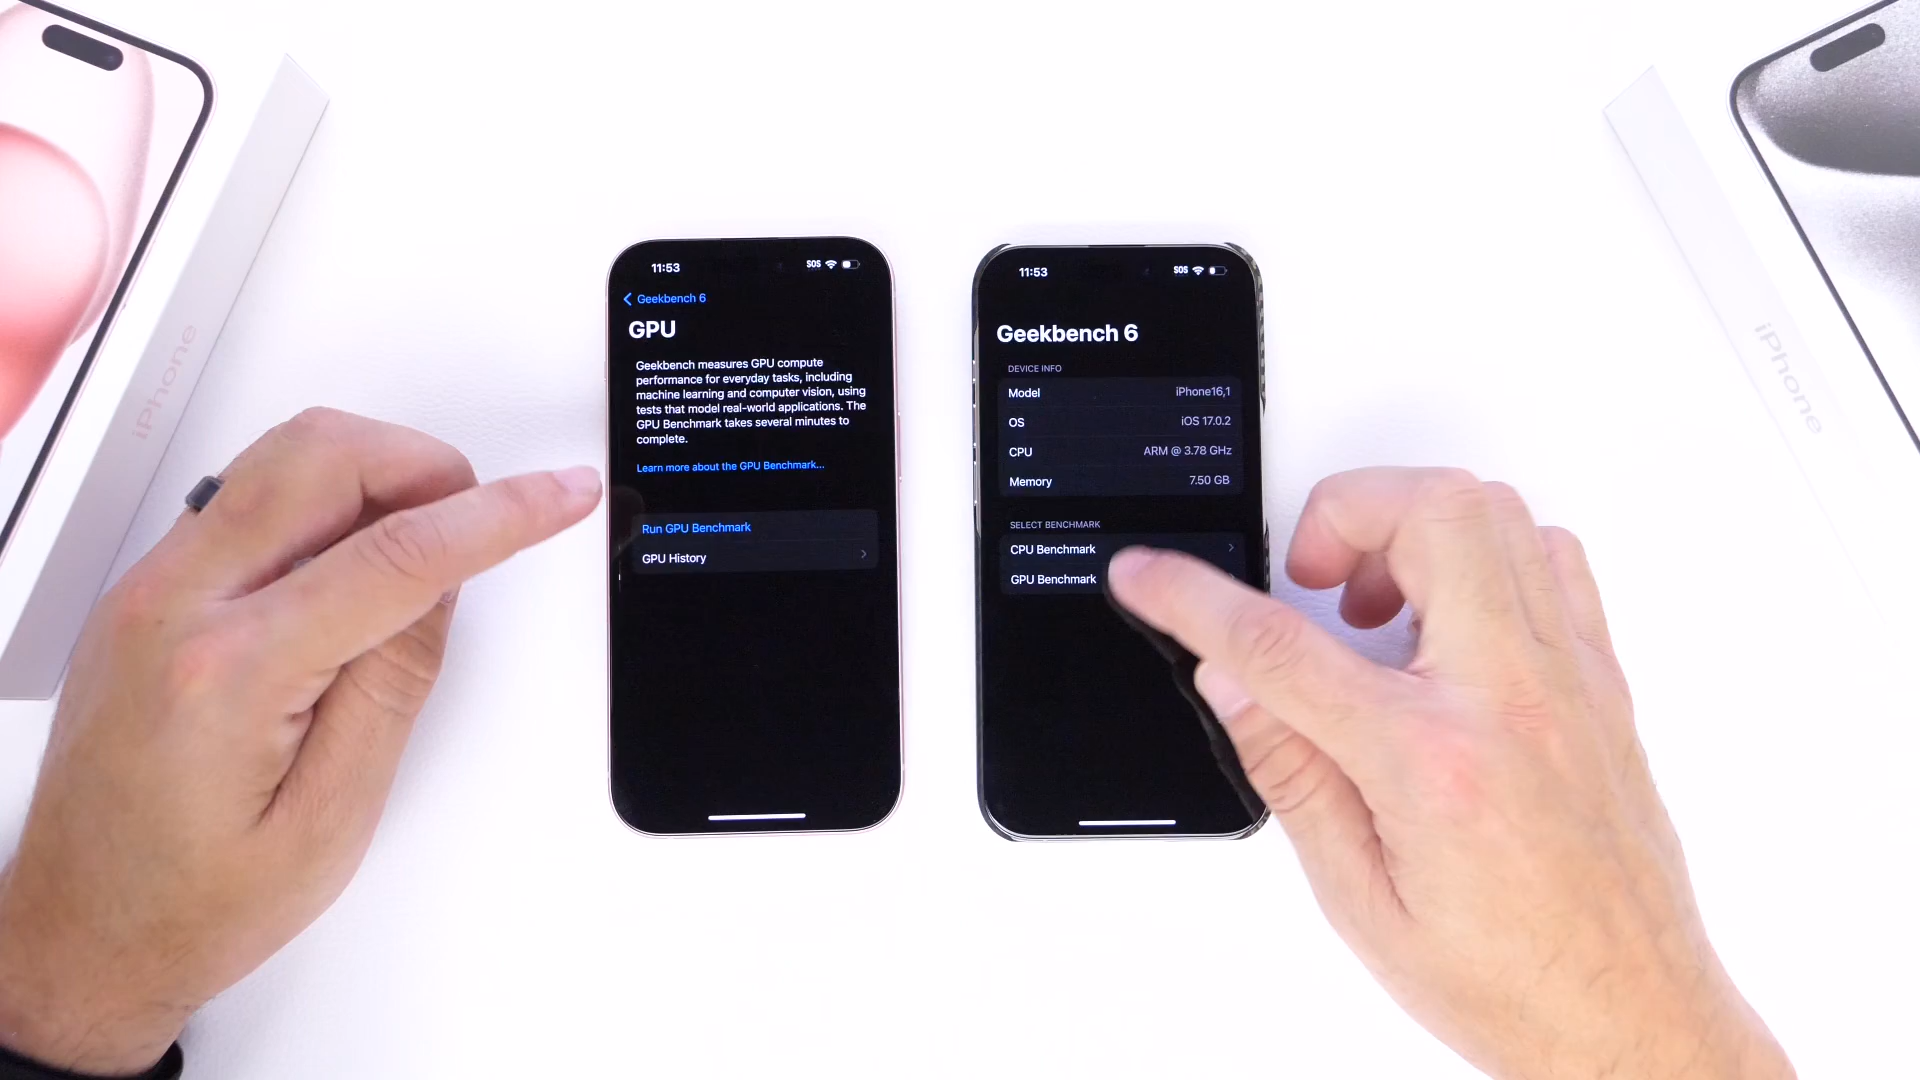 iPhone
11:53
SOS
Geekbench 6
GPU
Geekbench measures GPU compute
performance for everyday tasks, including
machine learning and computer vision, using
tests that model real-world applications. The
GPU Benchmark takes several minutes to
complete.
Learn more about the GPU Benchmark...
Run GPU Benchmark
GPU History
11:53
SOS
Geekbench 6
DEVICE INFO
Model iPhone16,1
OS iOS 17.0.2
CPU ARM @ 3.78 GHz
Memory 7.50 GB
SELECT BENCHMARK
CPU Benchmark
GPU Benchmark
iPhone